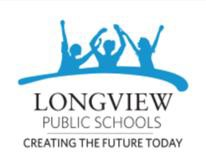 LONGVIEW
PUBLIC SCHOOLS
CREATING THE FUTURE TODAY